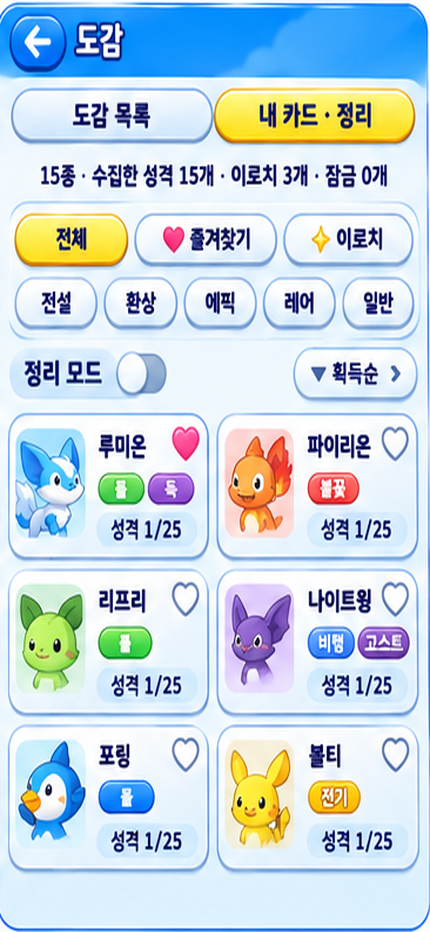 도감
도감 목록 내 카드 · 정리
15종 · 수집한 성격 15개 · 이로치 3개 · 잠금 0개
전체 즐겨찾기 이로치
전설 환상 에픽 레어 일반
정리 모드 ▼ 획득순 >
루미온
풀 독
성격 1/25
파이리온
불꽃
성격 1/25
리프리
풀
성격 1/25
나이트윙
비행 고스트
성격 1/25
포링
물
성격 1/25
볼티
전기
성격 1/25